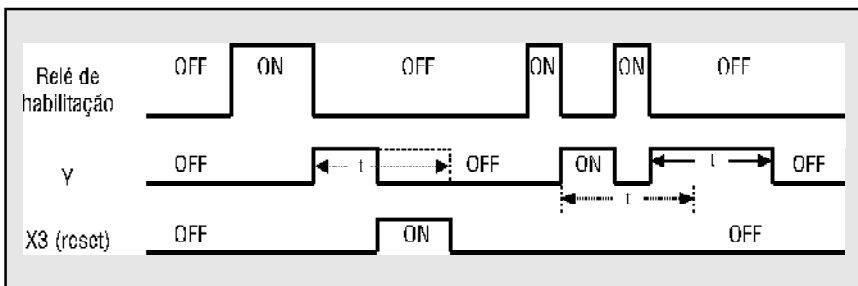 OFF ON OFF ON ON OFF
Relé de
habilitação
Y OFF t OFF ON t OFF
t
X3 (reset) OFF ON OFF